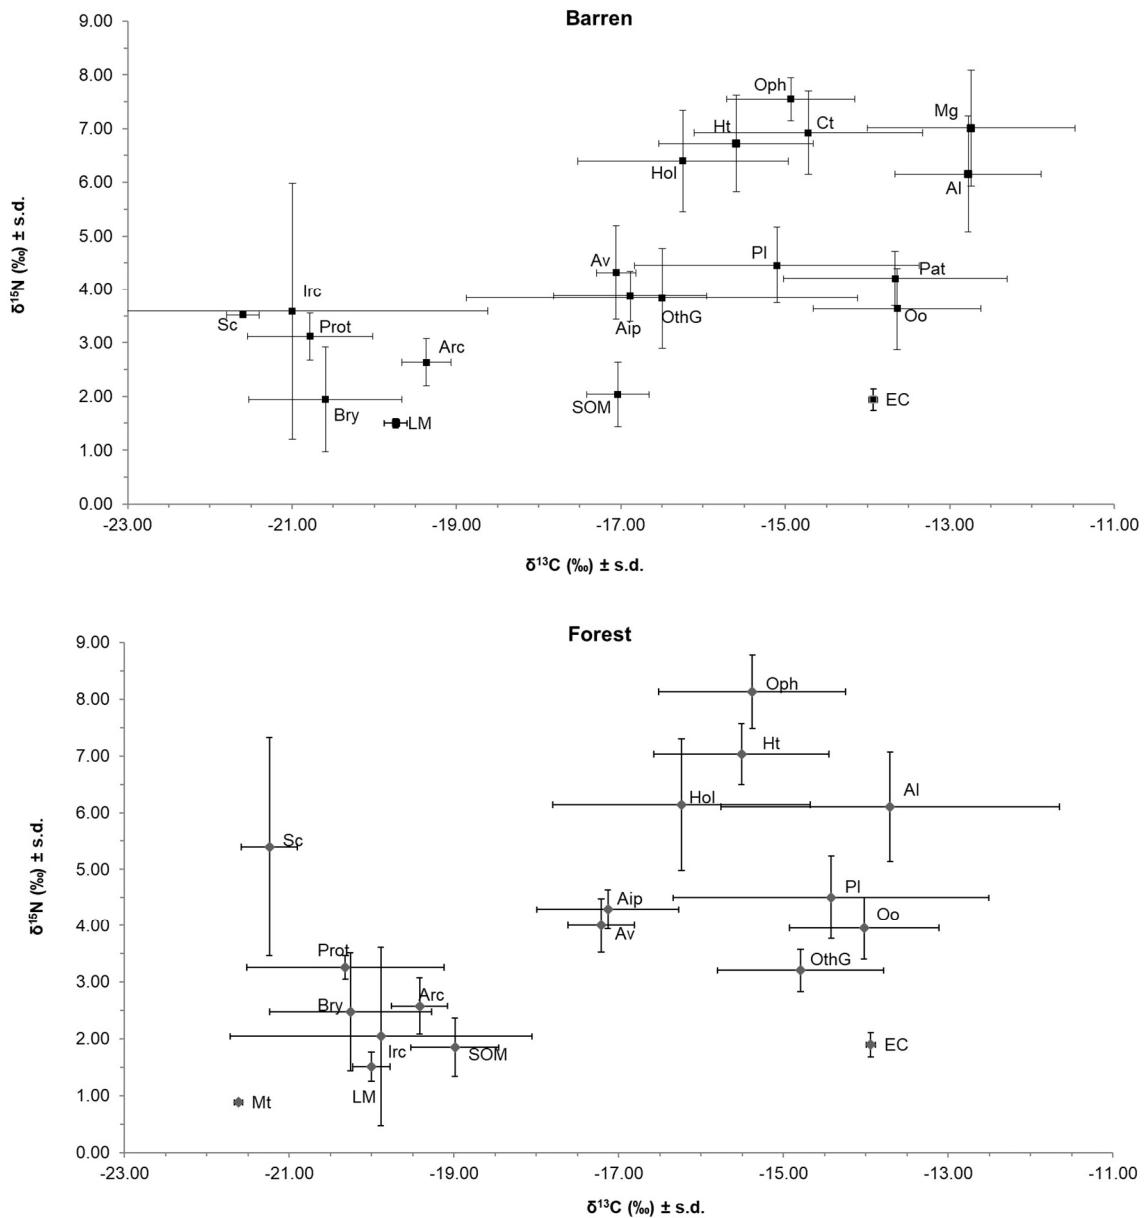 Barren
9.00
8.00
7.00
6.00
5.00
4.00
3.00
2.00
1.00
0.00
δ15N (‰) ± s.d.
Oph
Mg
Ct
Ht
Hol
Al
Pl
Av
Pat
Irc
Sc
Prot
Aip
OthG
Oo
Arc
SOM
EC
Bry
LM
-23.00 -21.00 -19.00 -17.00 -15.00 -13.00 -11.00
δ13C (‰) ± s.d.
Forest
9.00
8.00
7.00
6.00
5.00
4.00
3.00
2.00
1.00
0.00
δ15N (‰) ± s.d.
Oph
Ht
Hol
Al
Sc
Pl
Aip
Oo
Av
Prot
OthG
Arc
Bry
Irc
SOM
EC
LM
Mt
-23.00 -21.00 -19.00 -17.00 -15.00 -13.00 -11.00
δ13C (‰) ± s.d.